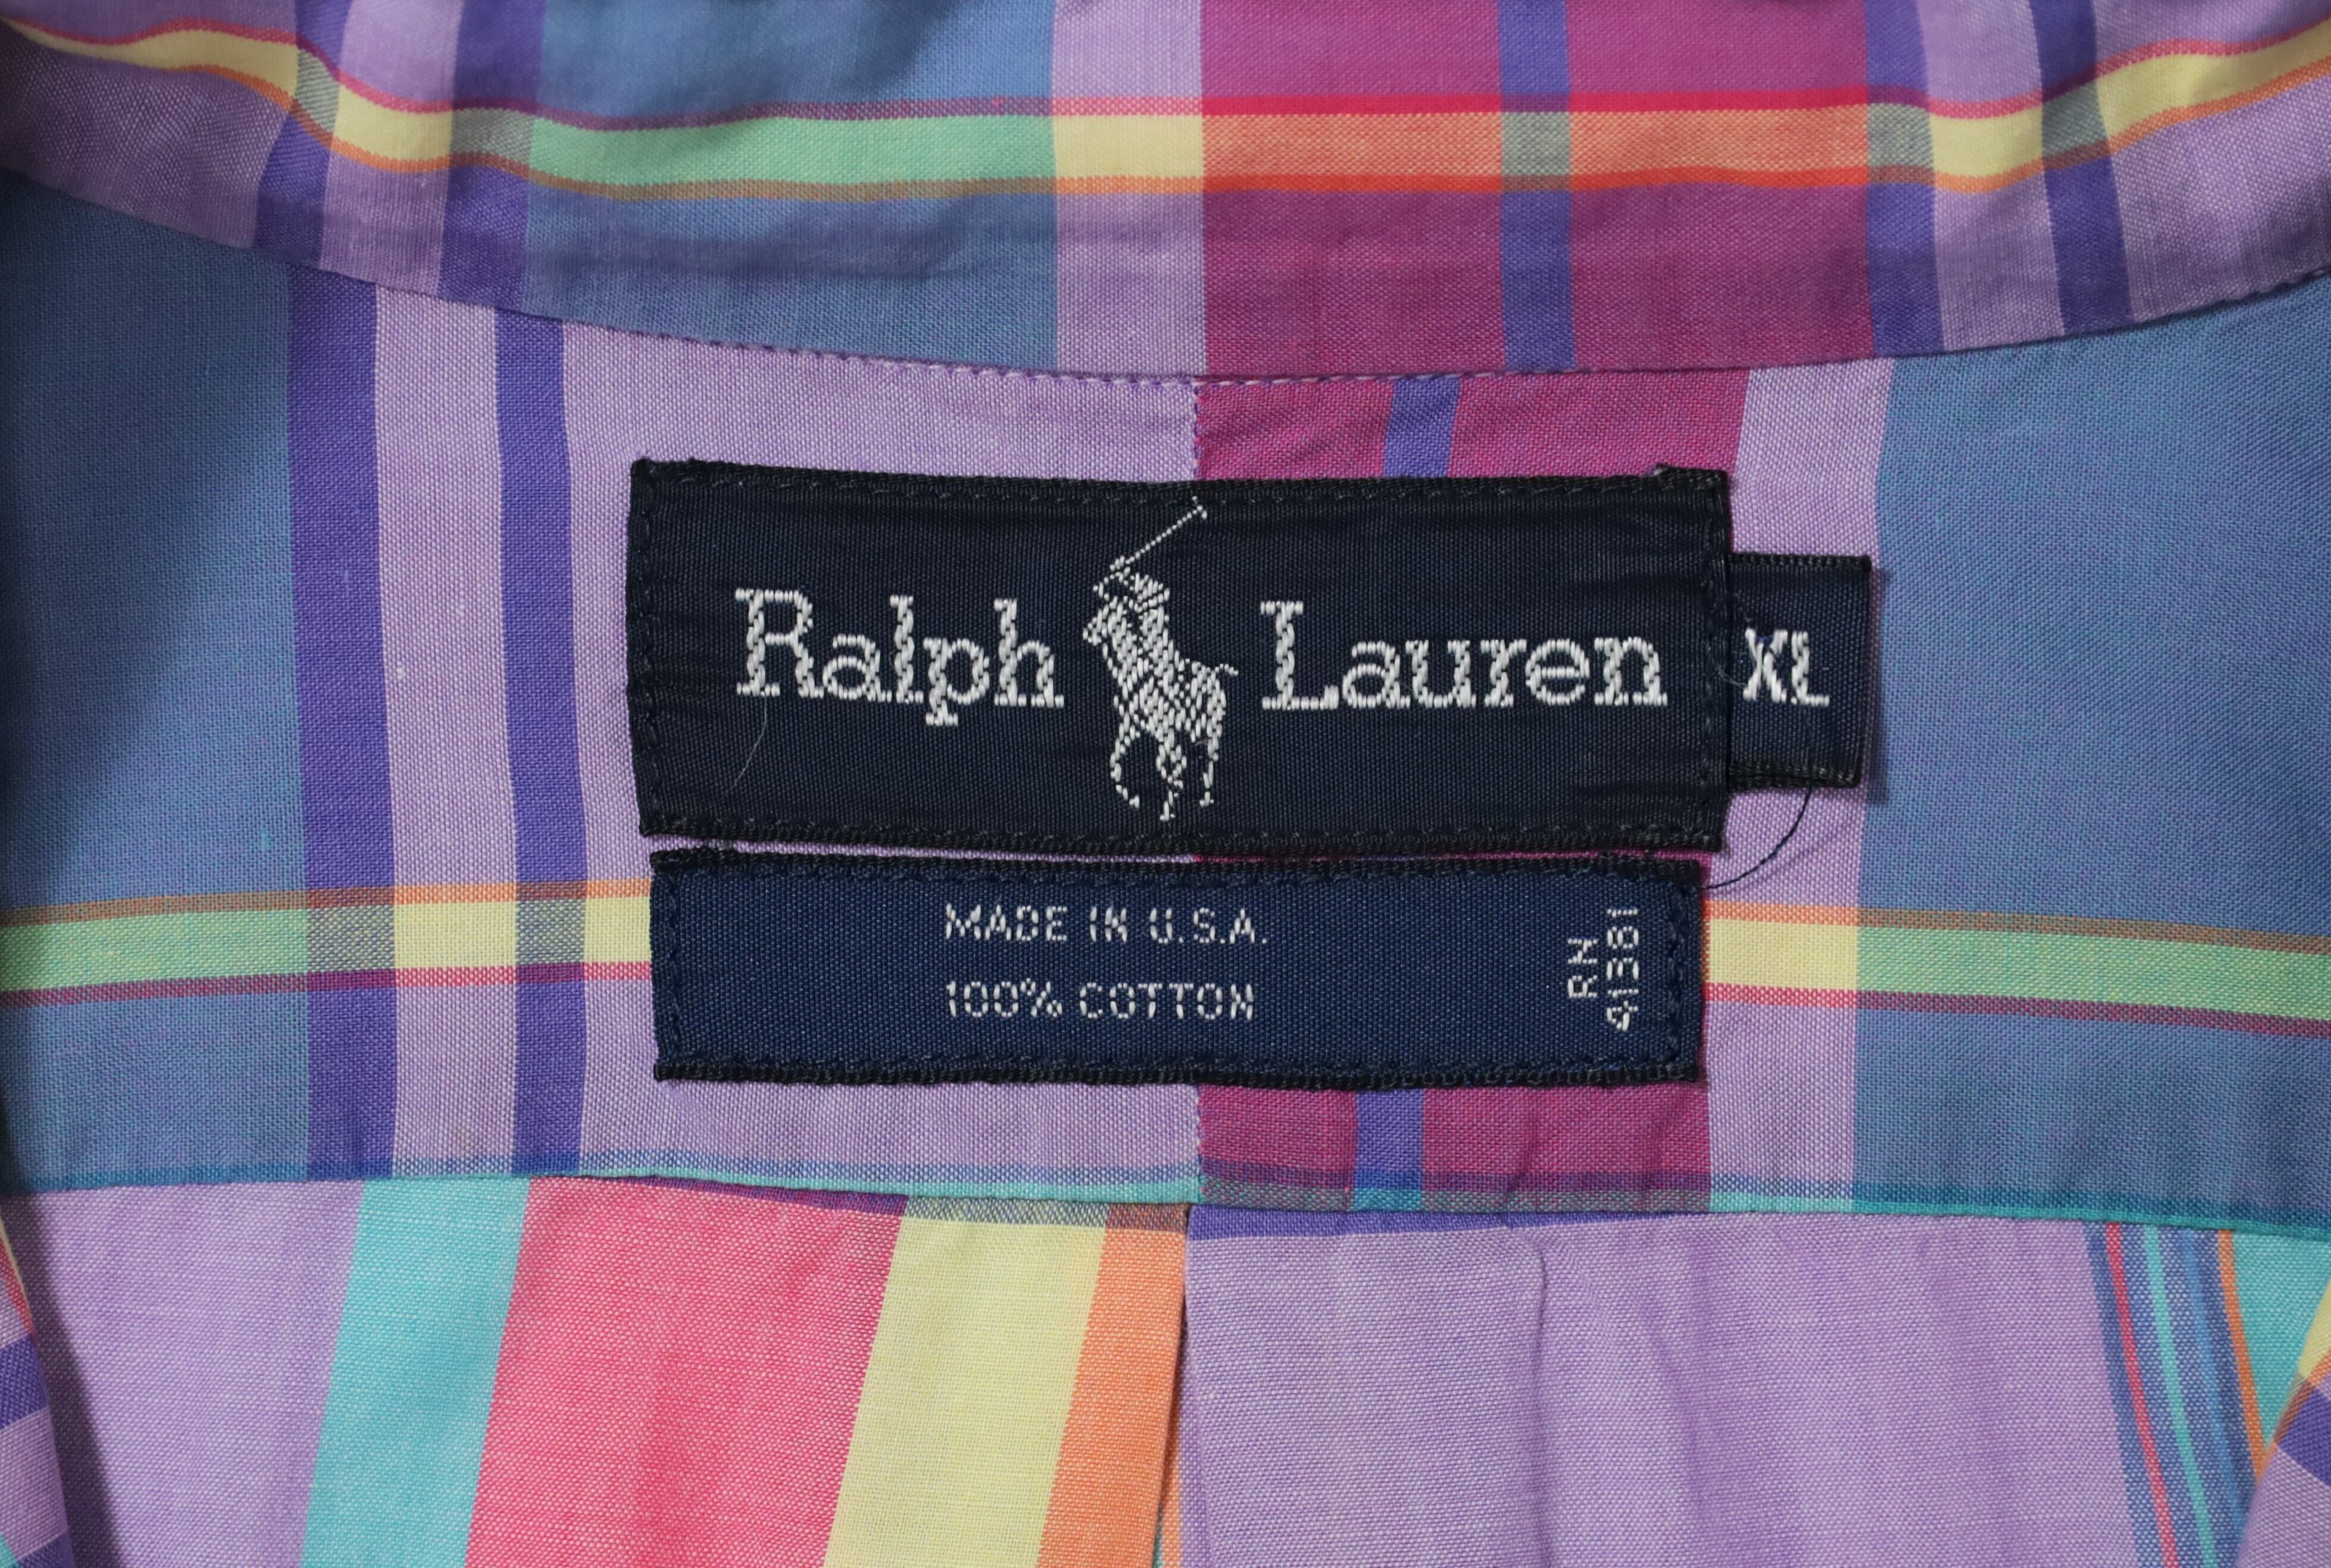 Ralph Lauren
XL
MADE IN U.S.A.
100% COTTON
RN
41381